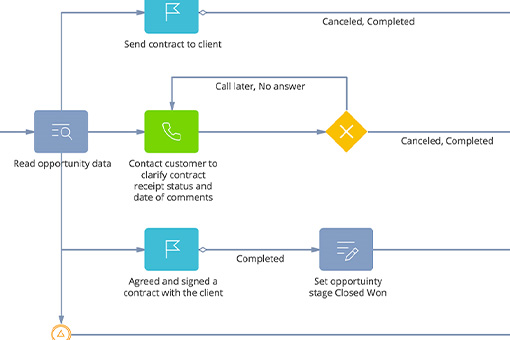 Send contract to client
Canceled, Completed
Call later, No answer
Canceled, Completed
Read opportunity data
Contact customer to
clarify contract
receipt status and
date of comments
Completed
Agreed and signed a
contract with the client
Set opportuinty
stage Closed Won